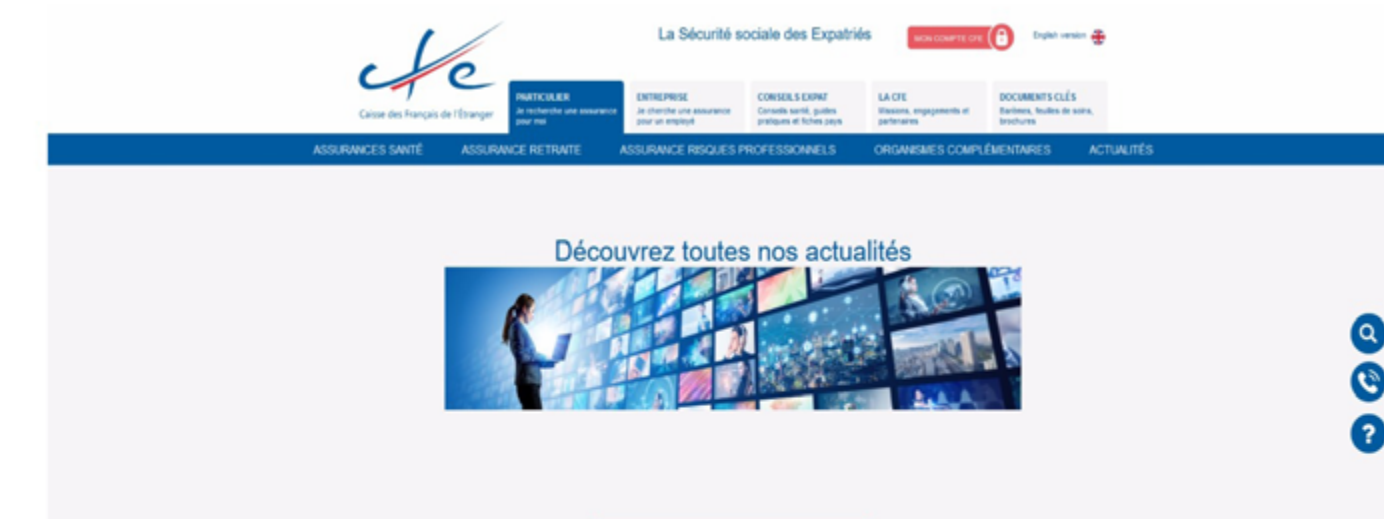 cfe
Caisse des Français de l'Étranger
La Sécurité sociale des Expatriés
MON COMPTE CFE
English version
PARTICULIER
Je recherche une assurance
pour moi
ENTREPRISE
Je cherche une assurance
pour un employé
CONSEILS EXPAT
Conseils santé, guides
pratiques et fiches pays
LA CFE
Missions, engagements et
partenaires
DOCUMENTS CLÉS
Barèmes, feuilles de soins,
brochures
ASSURANCES SANTÉ
ASSURANCE RETRAITE
ASSURANCE RISQUES PROFESSIONNELS
ORGANISMES COMPLÉMENTAIRES
ACTUALITÉS
Découvrez toutes nos actualités
?